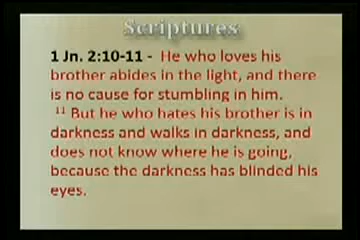 Scriptures
1 Jn. 2:10-11 - He who loves his
brother abides in the light, and there
is no cause for stumbling in him.
11 But he who hates his brother is in
darkness and walks in darkness, and
does not know where he is going,
because the darkness has blinded his
eyes.